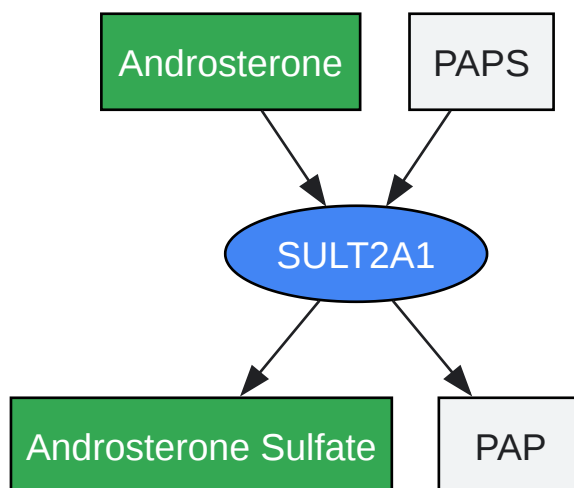 Androsterone
PAPS
SULT2A1
Androsterone Sulfate
PAP